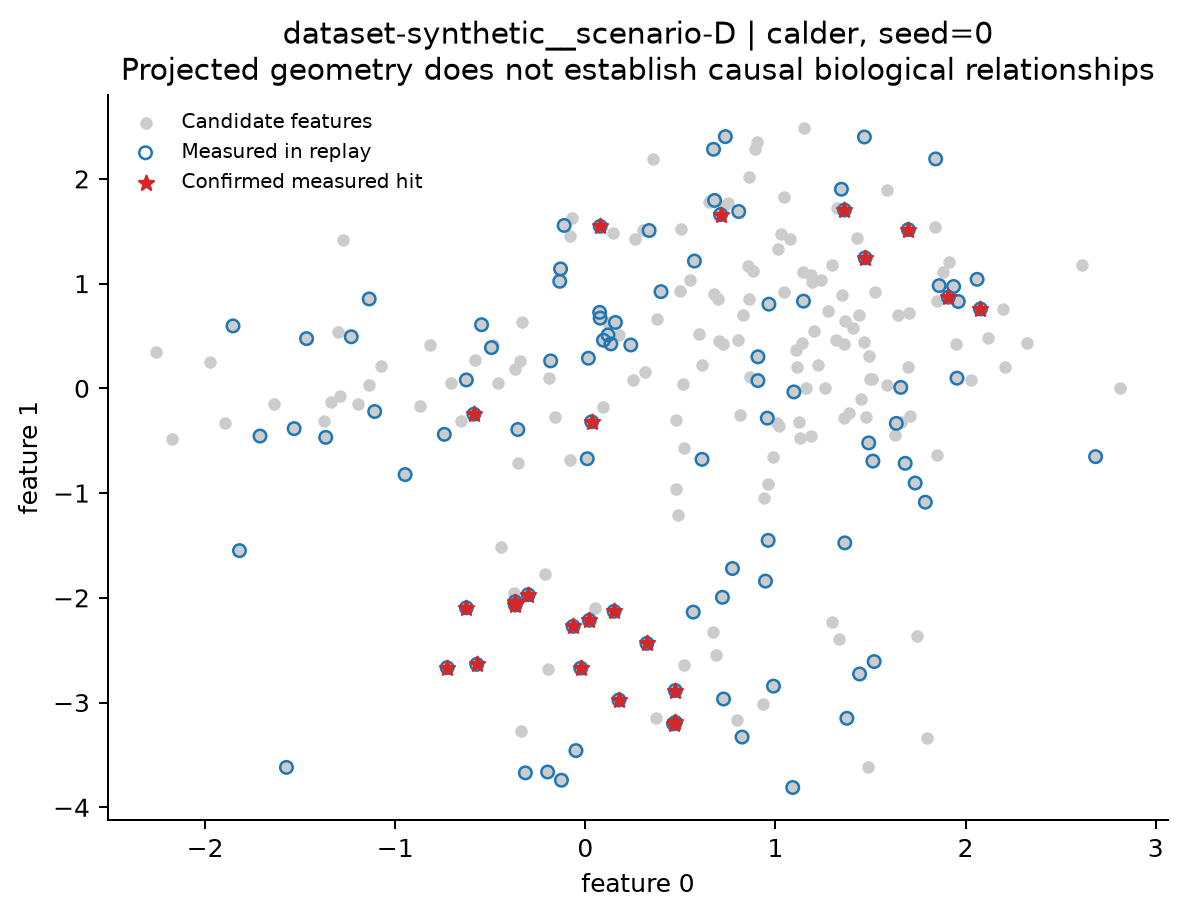 dataset-synthetic__scenario-D | calder, seed=0
Projected geometry does not establish causal biological relationships
Candidate features
Measured in replay
Confirmed measured hit
2
1
0
−1
−2
−3
−4
feature 1
−2
−1
0
1
2
3
feature 0